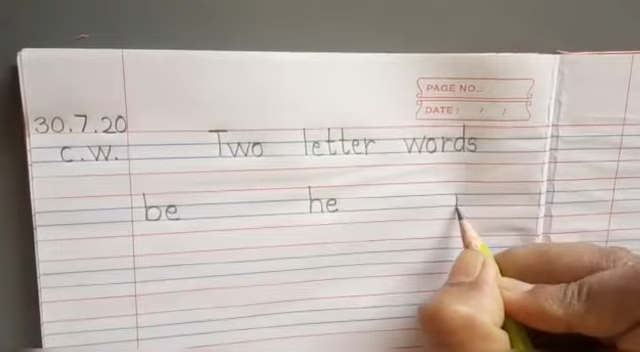 PAGE NO.:
DATE: / /
30.7.20
C.W. Two letter words
be he